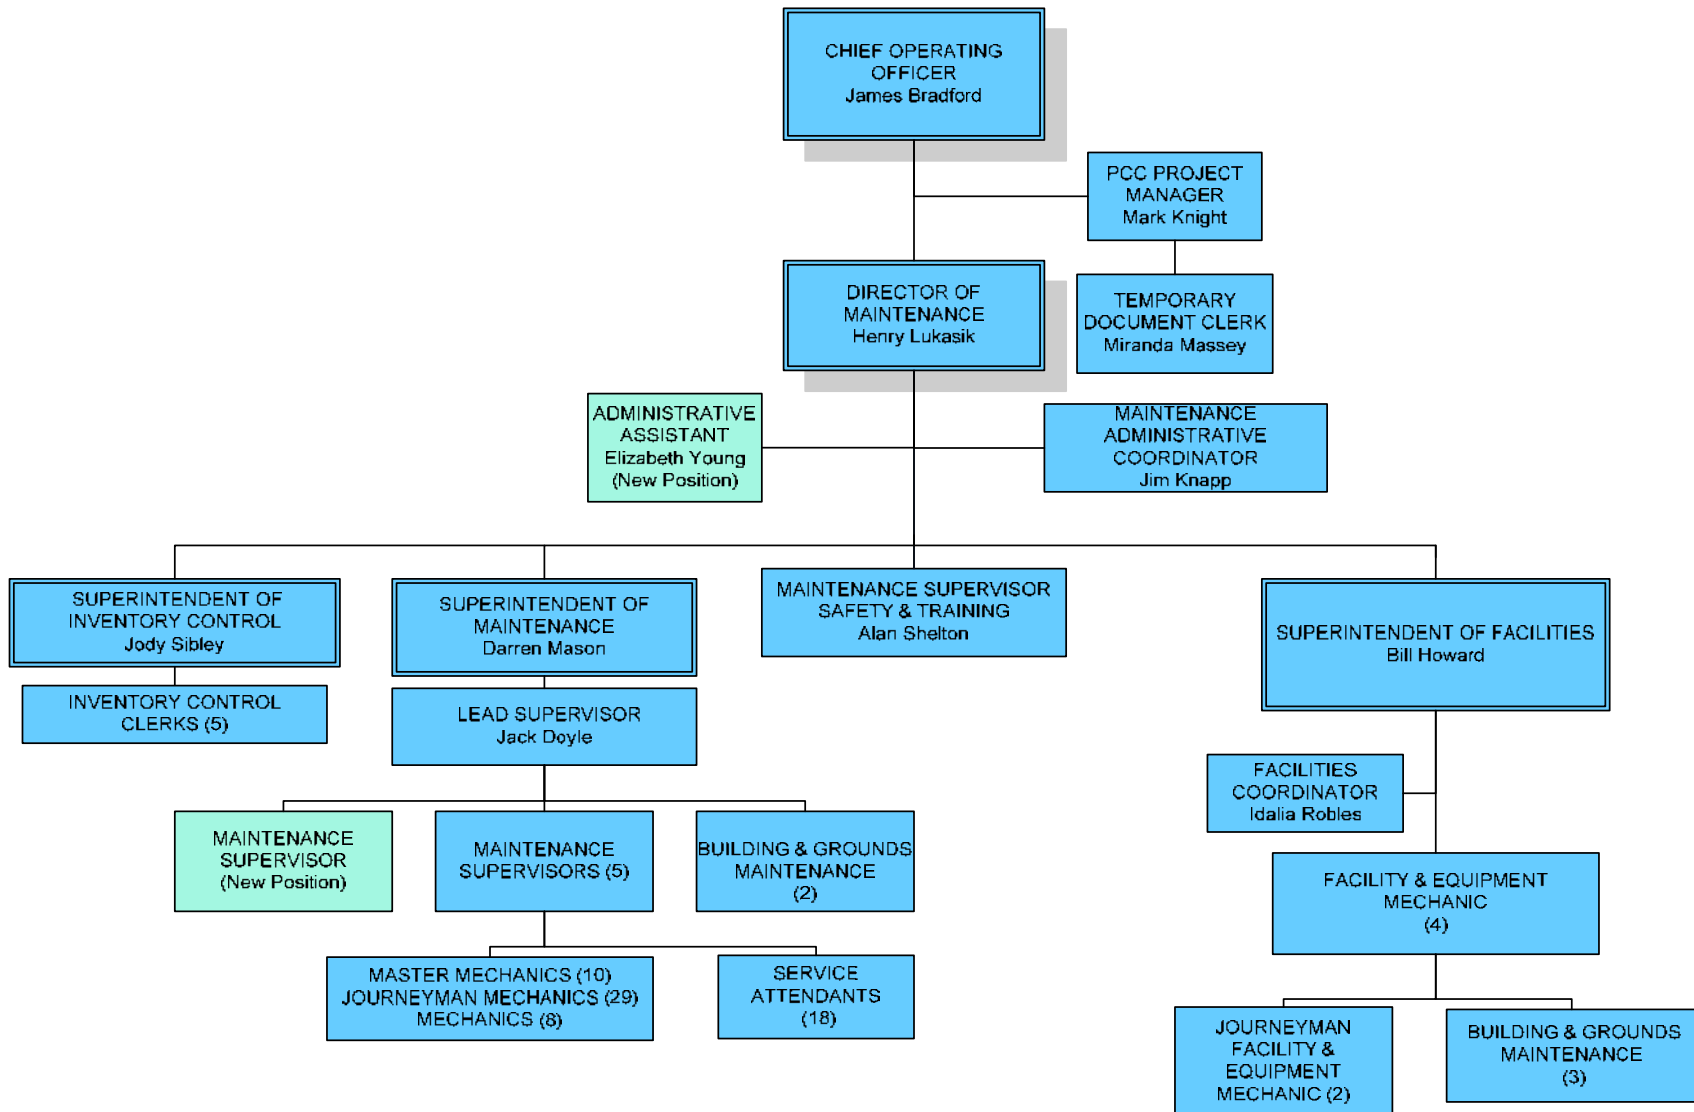 CHIEF OPERATING
OFFICER
James Bradford
PCC PROJECT
MANAGER
Mark Knight
DIRECTOR OF
MAINTENANCE
Henry Lukasik
TEMPORARY
DOCUMENT CLERK
Miranda Massey
ADMINISTRATIVE
ASSISTANT
Elizabeth Young
(New Position)
MAINTENANCE
ADMINISTRATIVE
COORDINATOR
Jim Knapp
SUPERINTENDENT OF
INVENTORY CONTROL
Jody Sibley
SUPERINTENDENT OF
MAINTENANCE
Darren Mason
MAINTENANCE SUPERVISOR
SAFETY & TRAINING
Alan Shelton
SUPERINTENDENT OF FACILITIES
Bill Howard
INVENTORY CONTROL
CLERKS (5)
LEAD SUPERVISOR
Jack Doyle
FACILITIES
COORDINATOR
Idalia Robles
MAINTENANCE
SUPERVISOR
(New Position)
MAINTENANCE
SUPERVISORS (5)
BUILDING & GROUNDS
MAINTENANCE
(2)
FACILITY & EQUIPMENT
MECHANIC
(4)
MASTER MECHANICS (10)
JOURNEYMAN MECHANICS (29)
MECHANICS (8)
SERVICE
ATTENDANTS
(18)
JOURNEYMAN
FACILITY &
EQUIPMENT
MECHANIC (2)
BUILDING & GROUNDS
MAINTENANCE
(3)